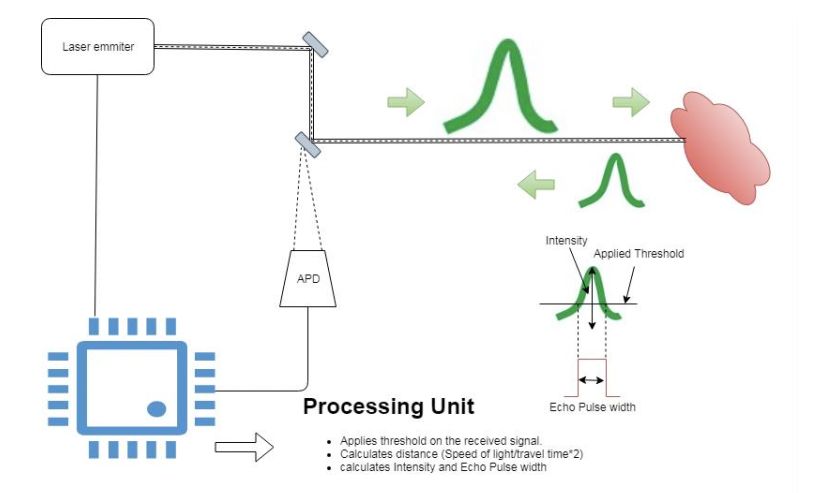 Laser emmiter
Intensity
Applied Threshold
APD
Echo Pulse width
Processing Unit
Applies threshold on the received signal.
Calculates distance (Speed of light/travel time*2)
calculates Intensity and Echo Pulse width